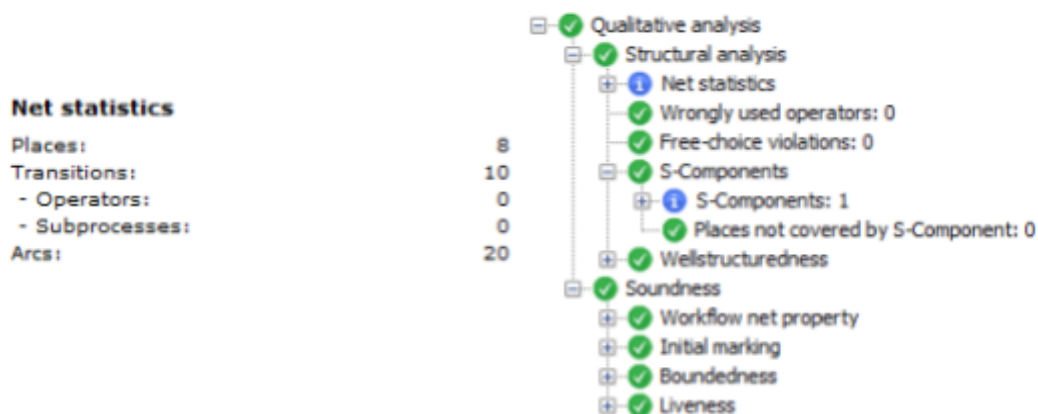 Net statistics
Places: 8
Transitions: 10
- Operators: 0
- Subprocesses: 0
Arcs: 20
Qualitative analysis
Structural analysis
Net statistics
Wrongly used operators: 0
Free-choice violations: 0
S-Components
S-Components: 1
Places not covered by S-Component: 0
Wellstructuredness
Soundness
Workflow net property
Initial marking
Boundedness
Liveness